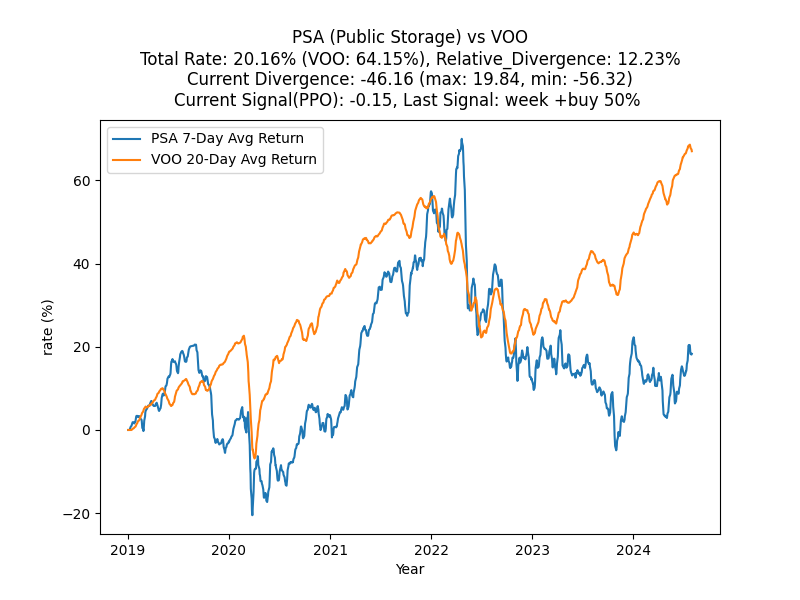 PSA (Public Storage) vs VOO
Total Rate: 20.16% (VOO: 64.15%), Relative_Divergence: 12.23%
Current Divergence: -46.16 (max: 19.84, min: -56.32)
Current Signal(PPO): -0.15, Last Signal: week +buy 50%
PSA 7-Day Avg Return
VOO 20-Day Avg Return
rate (%)
60
40
20
0
−20
2019
2020
2021
2022
2023
2024
Year